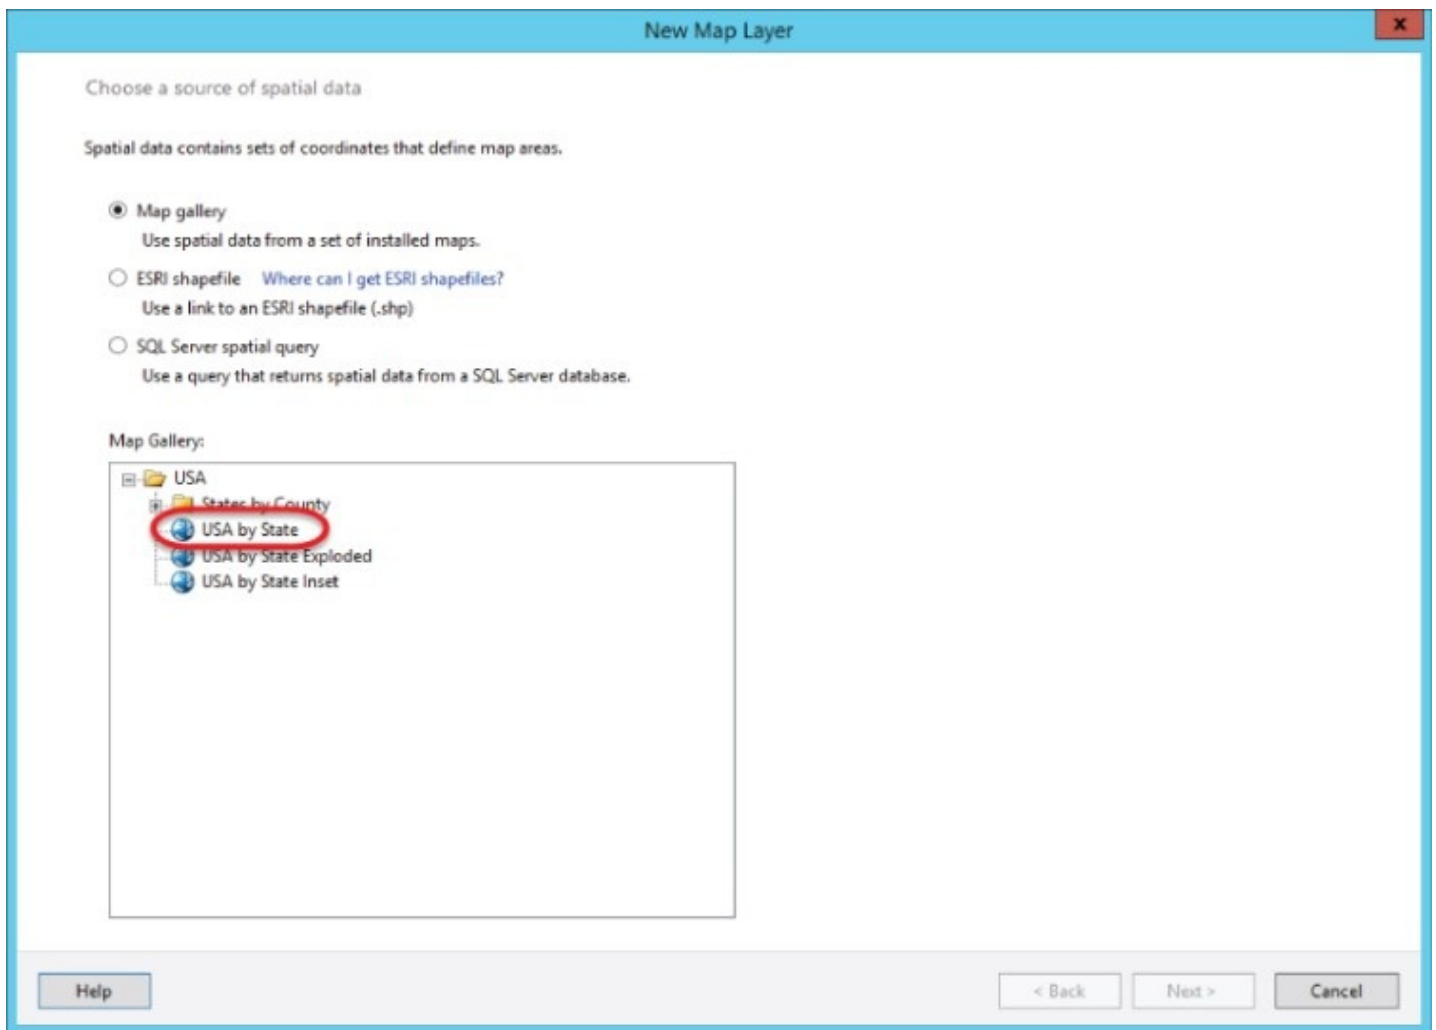 New Map Layer
x
Choose a source of spatial data
Spatial data contains sets of coordinates that define map areas.
Map gallery
Use spatial data from a set of installed maps.
ESRI shapefile Where can I get ESRI shapefiles?
Use a link to an ESRI shapefile (.shp)
SQL Server spatial query
Use a query that returns spatial data from a SQL Server database.
Map Gallery:
USA
States by County
USA by State
USA by State Exploded
USA by State Inset
Help < Back Next > Cancel